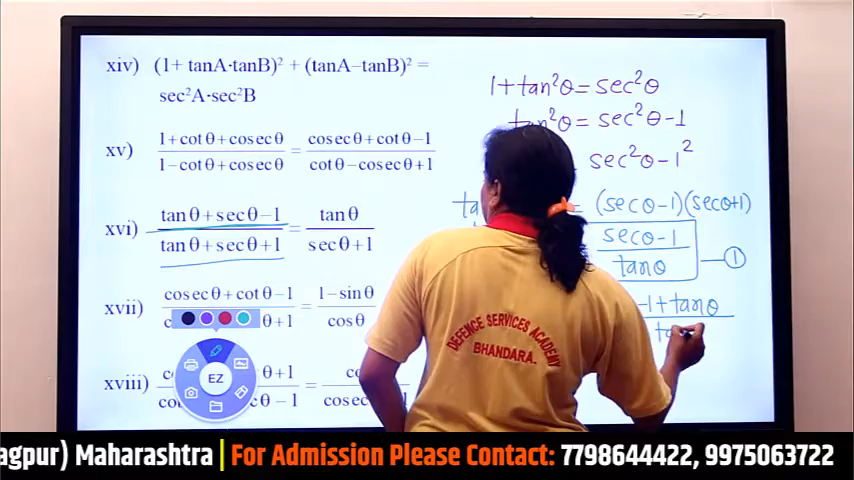 xiv) (1+ tanA·tanB)² + (tanA–tanB)² =
sec²A·sec²B
xv) 1+cotθ+cosecθ / 1–cotθ+cosecθ = cosecθ+cotθ–1 / cotθ–cosecθ+1
xvi) tanθ+secθ–1 / tanθ+secθ+1 = tanθ / secθ+1
xvii) cosecθ+cotθ–1 / θ+1 = 1–sinθ / cosθ
xviii) θ+1 / θ – 1 =
EZ
1+tan²θ=sec²θ
tan²θ = sec²θ-1
sec²θ-1²
= (secθ-1)(secθ+1)
secθ-1 / tanθ —①
-1+tanθ
DEFENCE SERVICES ACADEMY
BHANDARA.
agpur) Maharashtra | For Admission Please Contact: 7798644422, 9975063722